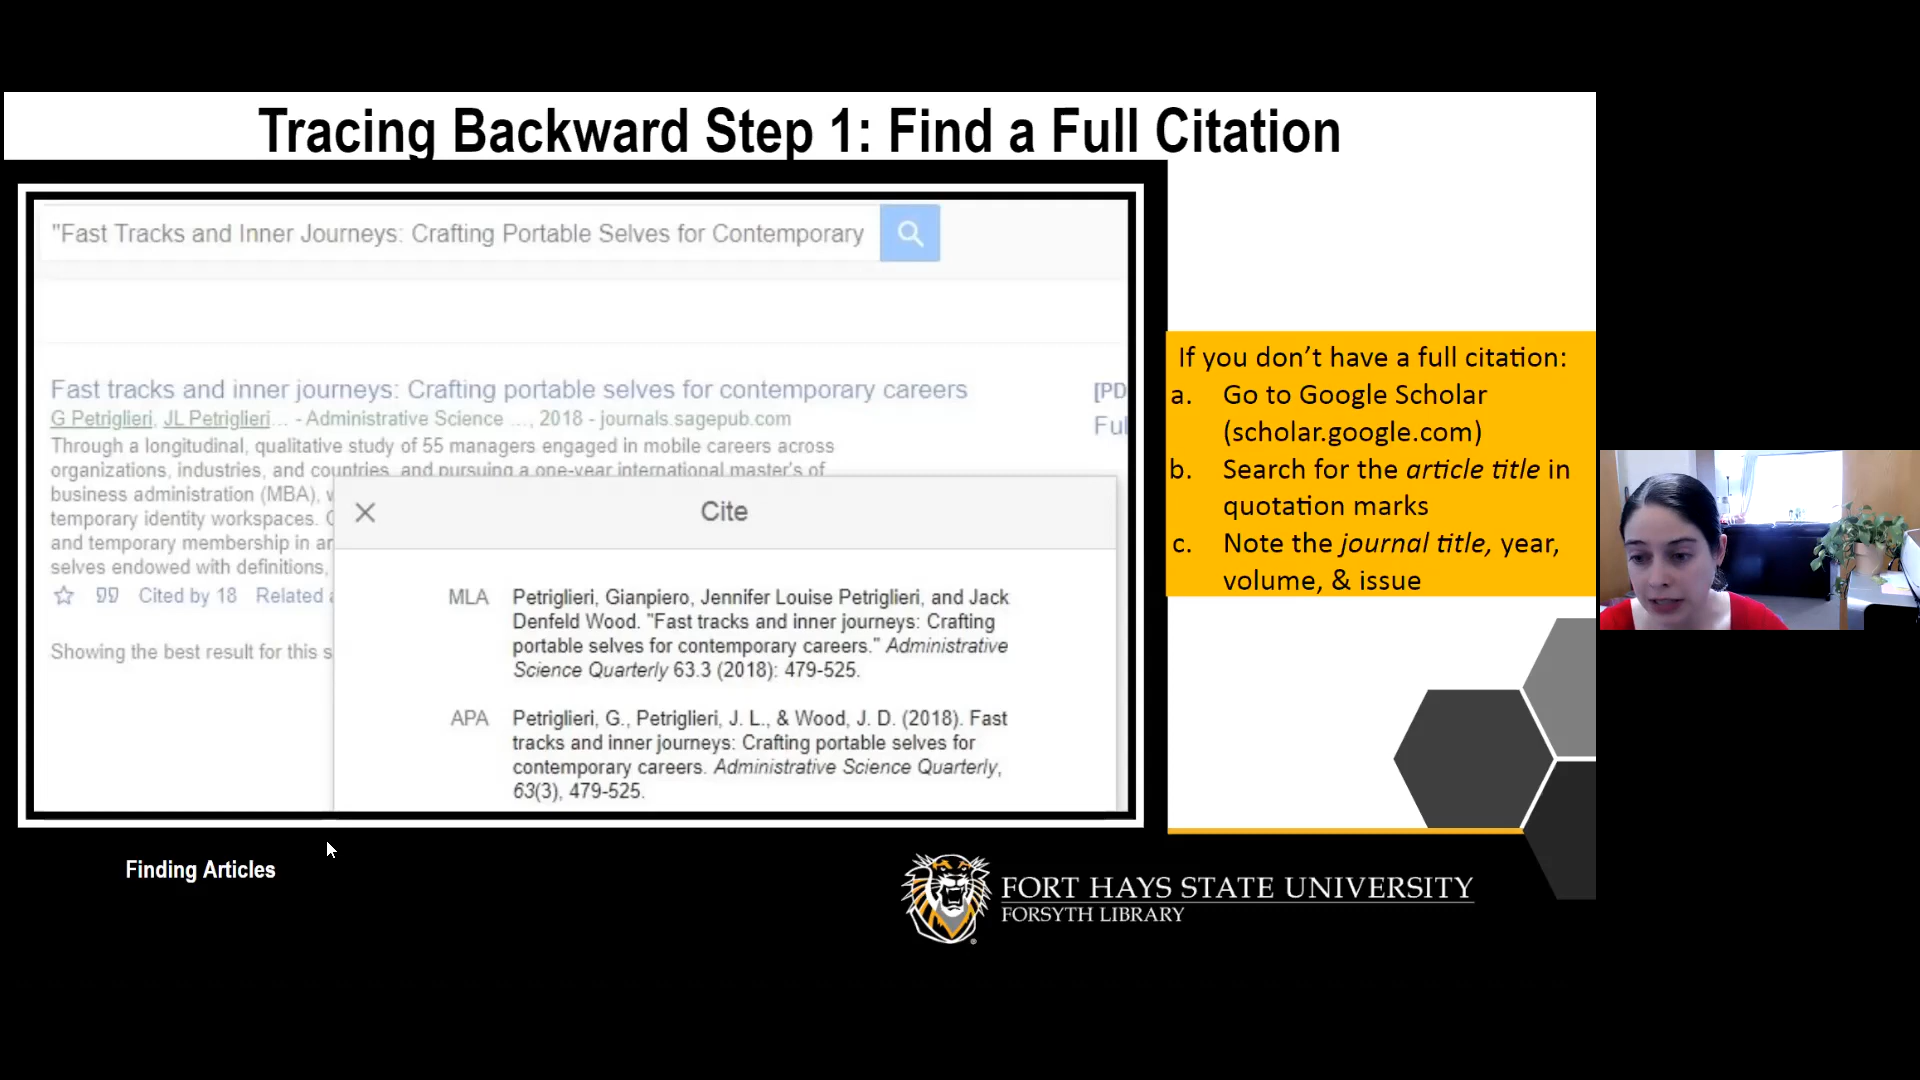 Tracing Backward Step 1: Find a Full Citation
"Fast Tracks and Inner Journeys: Crafting Portable Selves for Contemporary
Fast tracks and inner journeys: Crafting portable selves for contemporary careers
[PD
G Petriglieri, JL Petriglieri... - Administrative Science ..., 2018 - journals.sagepub.com
Ful
Through a longitudinal, qualitative study of 55 managers engaged in mobile careers across
organizations, industries, and countries, and pursuing a one-year international master's of
business administration (MBA), w
temporary identity workspaces. C
and temporary membership in ar
selves endowed with definitions,
Cited by 18 Related a
Showing the best result for this s
Cite
MLA Petriglieri, Gianpiero, Jennifer Louise Petriglieri, and Jack
Denfeld Wood. "Fast tracks and inner journeys: Crafting
portable selves for contemporary careers." Administrative
Science Quarterly 63.3 (2018): 479-525.
APA Petriglieri, G., Petriglieri, J. L., & Wood, J. D. (2018). Fast
tracks and inner journeys: Crafting portable selves for
contemporary careers. Administrative Science Quarterly,
63(3), 479-525.
If you don’t have a full citation:
a. Go to Google Scholar
(scholar.google.com)
b. Search for the article title in
quotation marks
c. Note the journal title, year,
volume, & issue
Finding Articles
FORT HAYS STATE UNIVERSITY
FORSYTH LIBRARY